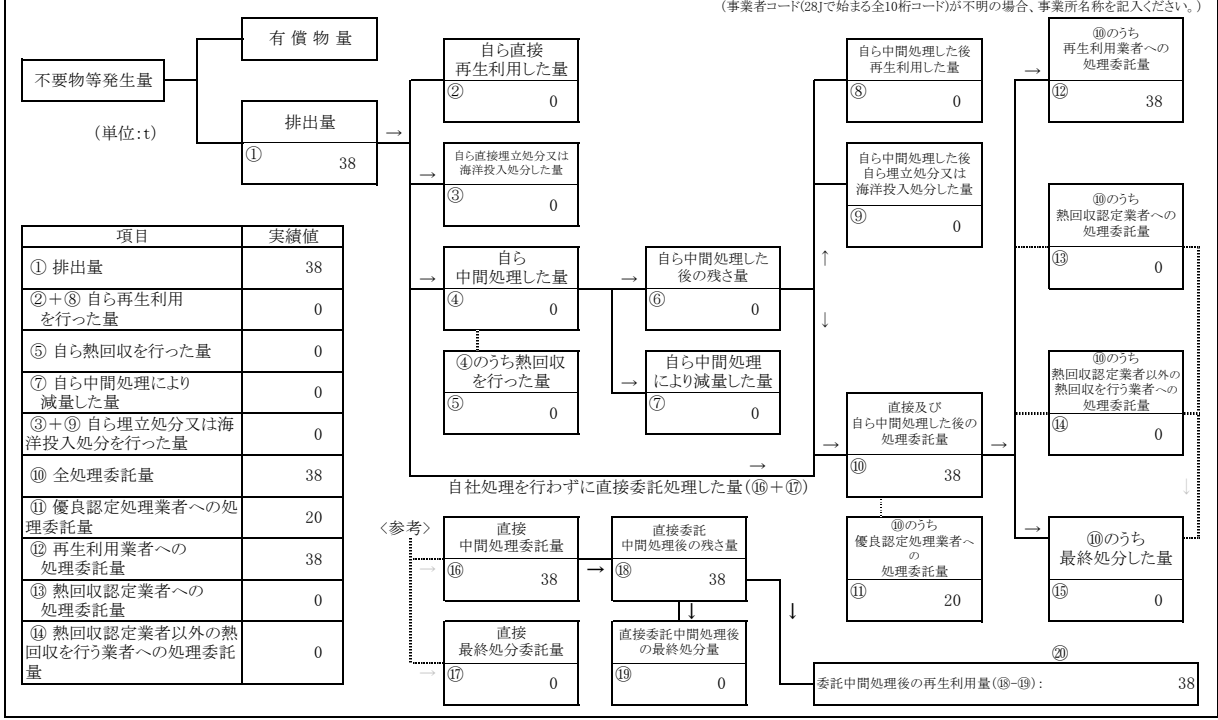 (事業者コード(28Jで始まる全10桁コード)が不明の場合、事業所名称を記入ください。)
不要物等発生量
有 償 物 量
(単位:t)
排出量
①
38
→
自ら直接
再生利用した量
②
0
→
自ら直接埋立処分又は
海洋投入処分した量
③
0
→
自ら
中間処理した量
④
0
④のうち熱回収
を行った量
⑤
0
→
自ら中間処理した
後の残さ量
⑥
0
→
自ら中間処理
により減量した量
⑦
0
自ら中間処理した後
再生利用した量
⑧
0
自ら中間処理した後
自ら埋立処分又は
海洋投入処分した量
⑨
0
↑
↓
→
直接及び
自ら中間処理した後の
処理委託量
⑩
38
→
⑩のうち
優良認定処理業者へ
の
処理委託量
⑪
20
→
⑩のうち
再生利用業者への
処理委託量
⑫
38
⑩のうち
熱回収認定業者への
処理委託量
⑬
0
⑩のうち
熱回収認定業者以外の
熱回収を行う業者への
処理委託量
⑭
0
↓
→
⑩のうち
最終処分した量
⑮
0
→
自社処理を行わずに直接委託処理した量(⑯+⑰)
〈参考〉
→
直接
中間処理委託量
⑯
38
→
直接委託
中間処理後の残さ量
⑱
38
↓
↓
→
直接
最終処分委託量
⑰
0
直接委託中間処理後
の最終処分量
⑲
0
⑳
委託中間処理後の再生利用量(⑱-⑲):
38
項目 実績値
① 排出量 38
②+⑧ 自ら再生利用
を行った量 0
⑤ 自ら熱回収を行った量 0
⑦ 自ら中間処理により
減量した量 0
③+⑨ 自ら埋立処分又は海
洋投入処分を行った量 0
⑩ 全処理委託量 38
⑪ 優良認定処理業者への処
理委託量 20
⑫ 再生利用業者への
処理委託量 38
⑬ 熱回収認定業者への
処理委託量 0
⑭ 熱回収認定業者以外の熱
回収を行う業者への処理委託
量 0